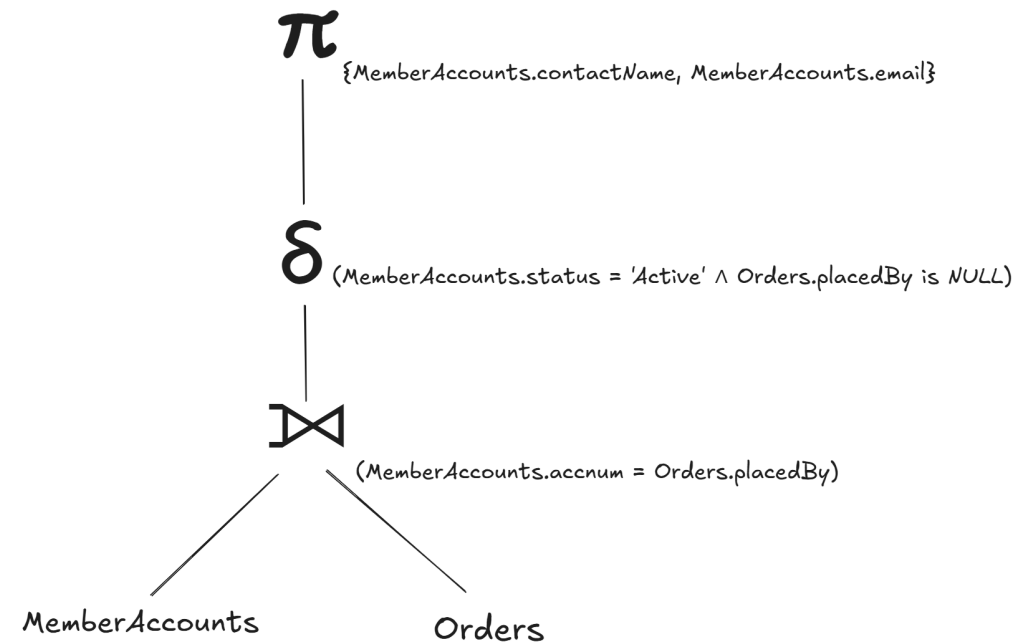 π
{MemberAccounts.contactName, MemberAccounts.email}
δ
(MemberAccounts.status = 'Active' ∧ Orders.placedBy is NULL)
⟕
(MemberAccounts.accnum = Orders.placedBy)
MemberAccounts
Orders